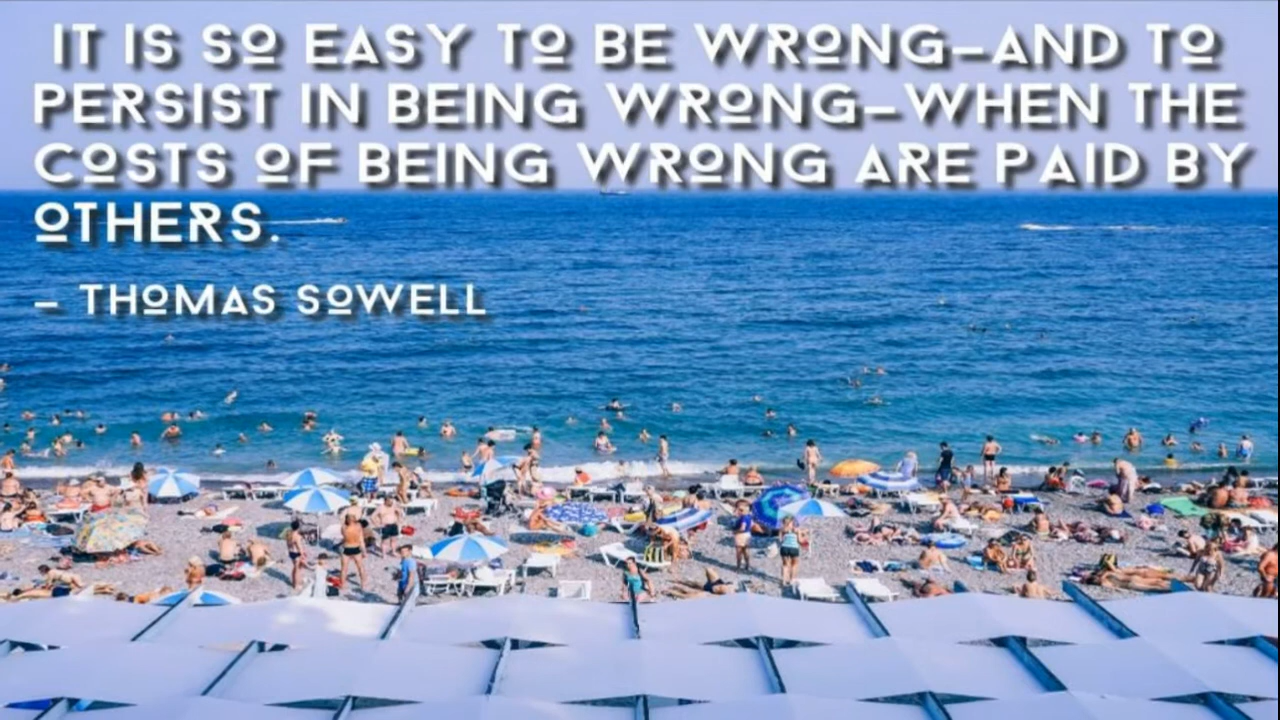 IT IS SO EASY TO BE WRONG—AND TO
PERSIST IN BEING WRONG—WHEN THE
COSTS OF BEING WRONG ARE PAID BY
OTHERS.
– THOMAS SOWELL